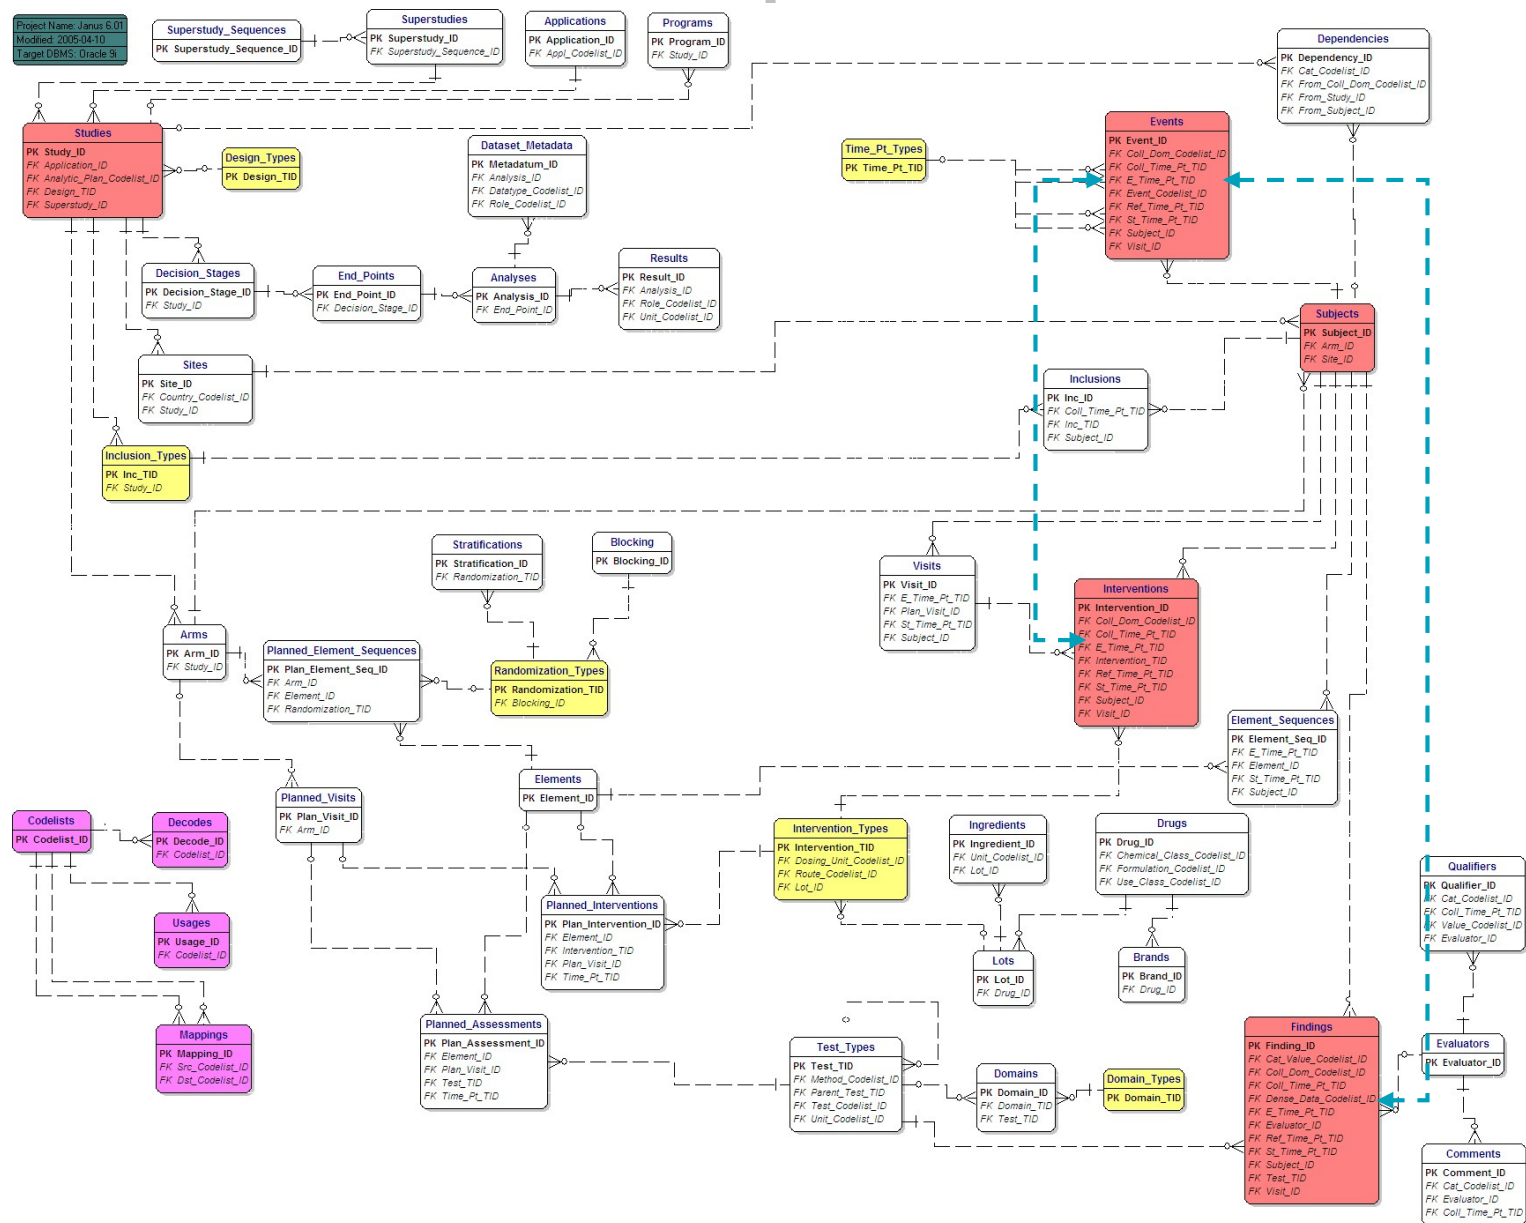 Project Name: Janus 6.01
Modified: 2005-04-10
Target DBMS: Oracle 9i
Superstudy_Sequences
PK Superstudy_Sequence_ID
Superstudies
PK Superstudy_ID
FK Superstudy_Sequence_ID
Applications
PK Application_ID
FK Appl_Codelist_ID
Programs
PK Program_ID
FK Study_ID
Dependencies
PK Dependency_ID
FK Cat_Codelist_ID
FK From_Coll_Dom_Codelist_ID
FK From_Study_ID
FK From_Subject_ID
Studies
PK Study_ID
FK Application_ID
FK Analytic_Plan_Codelist_ID
FK Design_TID
FK Superstudy_ID
Design_Types
PK Design_TID
Dataset_Metadata
PK Metadatum_ID
FK Analysis_ID
FK Datatype_Codelist_ID
FK Role_Codelist_ID
Time_Pt_Types
PK Time_Pt_TID
Events
PK Event_ID
FK Coll_Dom_Codelist_ID
FK Coll_Time_Pt_TID
FK E_Time_Pt_TID
FK Event_Codelist_ID
FK Ref_Time_Pt_TID
FK St_Time_Pt_TID
FK Subject_ID
FK Visit_ID
Decision_Stages
PK Decision_Stage_ID
FK Study_ID
End_Points
PK End_Point_ID
FK Decision_Stage_ID
Analyses
PK Analysis_ID
FK End_Point_ID
Results
PK Result_ID
FK Analysis_ID
FK Role_Codelist_ID
FK Unit_Codelist_ID
Subjects
PK Subject_ID
FK Arm_ID
FK Site_ID
Sites
PK Site_ID
FK Country_Codelist_ID
FK Study_ID
Inclusions
PK Inc_ID
FK Coll_Time_Pt_TID
FK Inc_TID
FK Subject_ID
Inclusion_Types
PK Inc_TID
FK Study_ID
Stratifications
PK Stratification_ID
FK Randomization_TID
Blocking
PK Blocking_ID
Visits
PK Visit_ID
FK E_Time_Pt_TID
FK Plan_Visit_ID
FK St_Time_Pt_TID
FK Subject_ID
Interventions
PK Intervention_ID
FK Coll_Dom_Codelist_ID
FK Coll_Time_Pt_TID
FK E_Time_Pt_TID
FK Intervention_TID
FK Ref_Time_Pt_TID
FK St_Time_Pt_TID
FK Subject_ID
FK Visit_ID
Arms
PK Arm_ID
FK Study_ID
Planned_Element_Sequences
PK Plan_Element_Seq_ID
FK Arm_ID
FK Element_ID
FK Randomization_TID
Randomization_Types
PK Randomization_TID
FK Blocking_ID
Element_Sequences
PK Element_Seq_ID
FK E_Time_Pt_TID
FK Element_ID
FK St_Time_Pt_TID
FK Subject_ID
Elements
PK Element_ID
Planned_Visits
PK Plan_Visit_ID
FK Arm_ID
Codelists
PK Codelist_ID
Decodes
PK Decode_ID
FK Codelist_ID
Intervention_Types
PK Intervention_TID
FK Dosing_Unit_Codelist_ID
FK Route_Codelist_ID
FK Lot_ID
Ingredients
PK Ingredient_ID
FK Unit_Codelist_ID
FK Lot_ID
Drugs
PK Drug_ID
FK Chemical_Class_Codelist_ID
FK Formulation_Codelist_ID
FK Use_Class_Codelist_ID
Qualifiers
PK Qualifier_ID
FK Cat_Codelist_ID
FK Coll_Time_Pt_TID
FK Value_Codelist_ID
FK Evaluator_ID
Usages
PK Usage_ID
FK Codelist_ID
Planned_Interventions
PK Plan_Intervention_ID
FK Element_ID
FK Intervention_TID
FK Plan_Visit_ID
FK Time_Pt_TID
Lots
PK Lot_ID
FK Drug_ID
Brands
PK Brand_ID
FK Drug_ID
Mappings
PK Mapping_ID
FK Src_Codelist_ID
FK Dst_Codelist_ID
Planned_Assessments
PK Plan_Assessment_ID
FK Element_ID
FK Plan_Visit_ID
FK Test_TID
FK Time_Pt_TID
Test_Types
PK Test_TID
FK Method_Codelist_ID
FK Parent_Test_TID
FK Test_Codelist_ID
FK Unit_Codelist_ID
Domains
PK Domain_ID
FK Domain_TID
FK Test_TID
Domain_Types
PK Domain_TID
Findings
PK Finding_ID
FK Cat_Value_Codelist_ID
FK Coll_Dom_Codelist_ID
FK Coll_Time_Pt_TID
FK Dense_Data_Codelist_ID
FK E_Time_Pt_TID
FK Evaluator_ID
FK Ref_Time_Pt_TID
FK St_Time_Pt_TID
FK Subject_ID
FK Test_TID
FK Visit_ID
Evaluators
PK Evaluator_ID
Comments
PK Comment_ID
FK Cat_Codelist_ID
FK Evaluator_ID
FK Coll_Time_Pt_TID